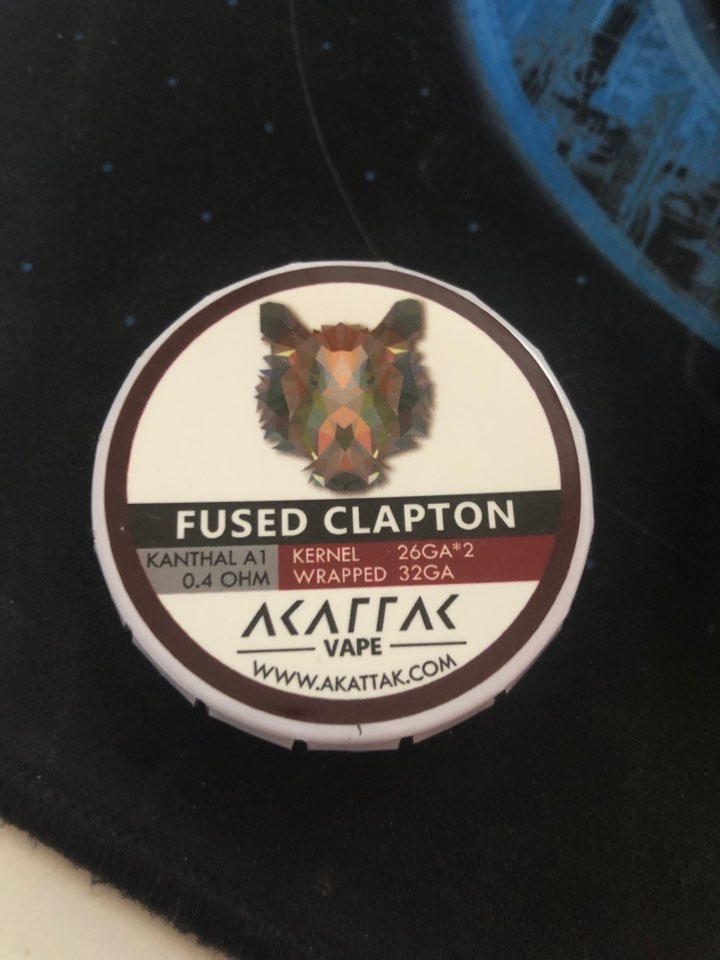 FUSED CLAPTON
KANTHAL A1
0.4 OHM
KERNEL 26GA*2
WRAPPED 32GA
AKATTAK
VAPE
WWW.AKATTAK.COM